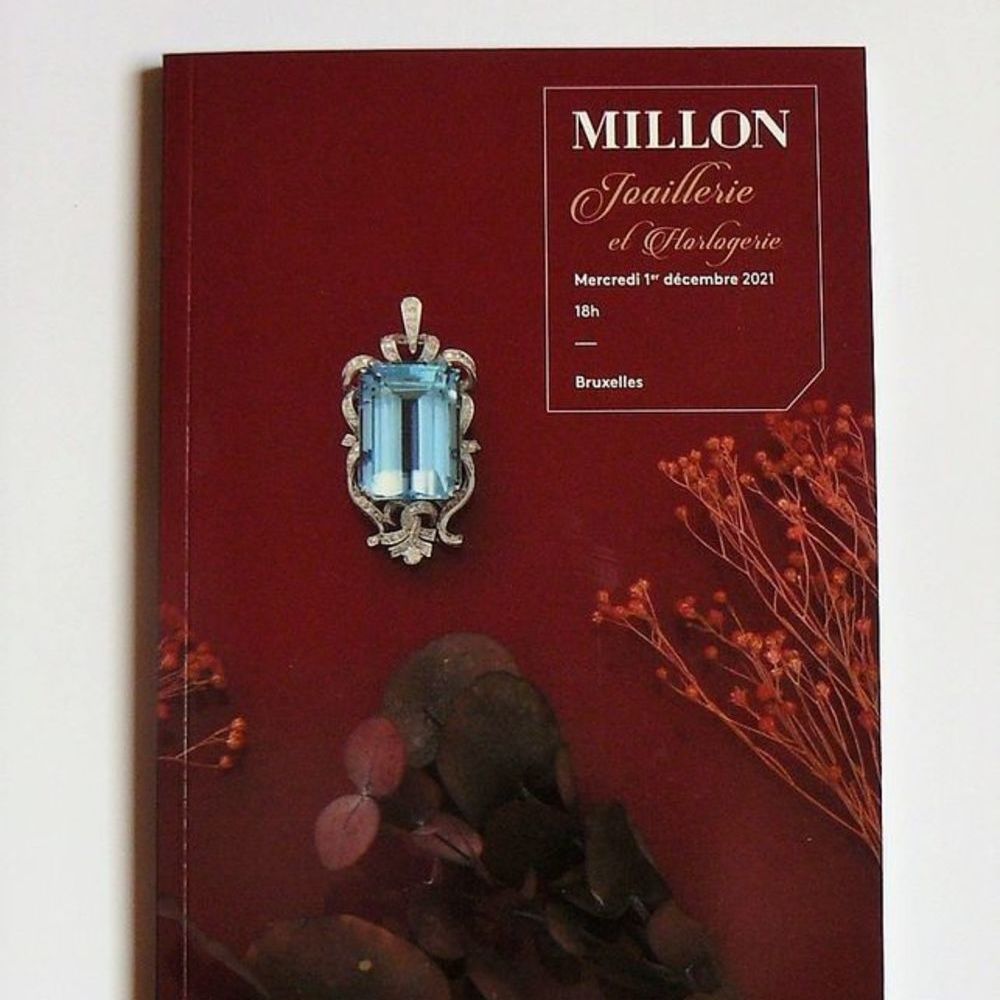 MILLON
Joaillerie
et Horlogerie
Mercredi 1er décembre 2021
18h
Bruxelles